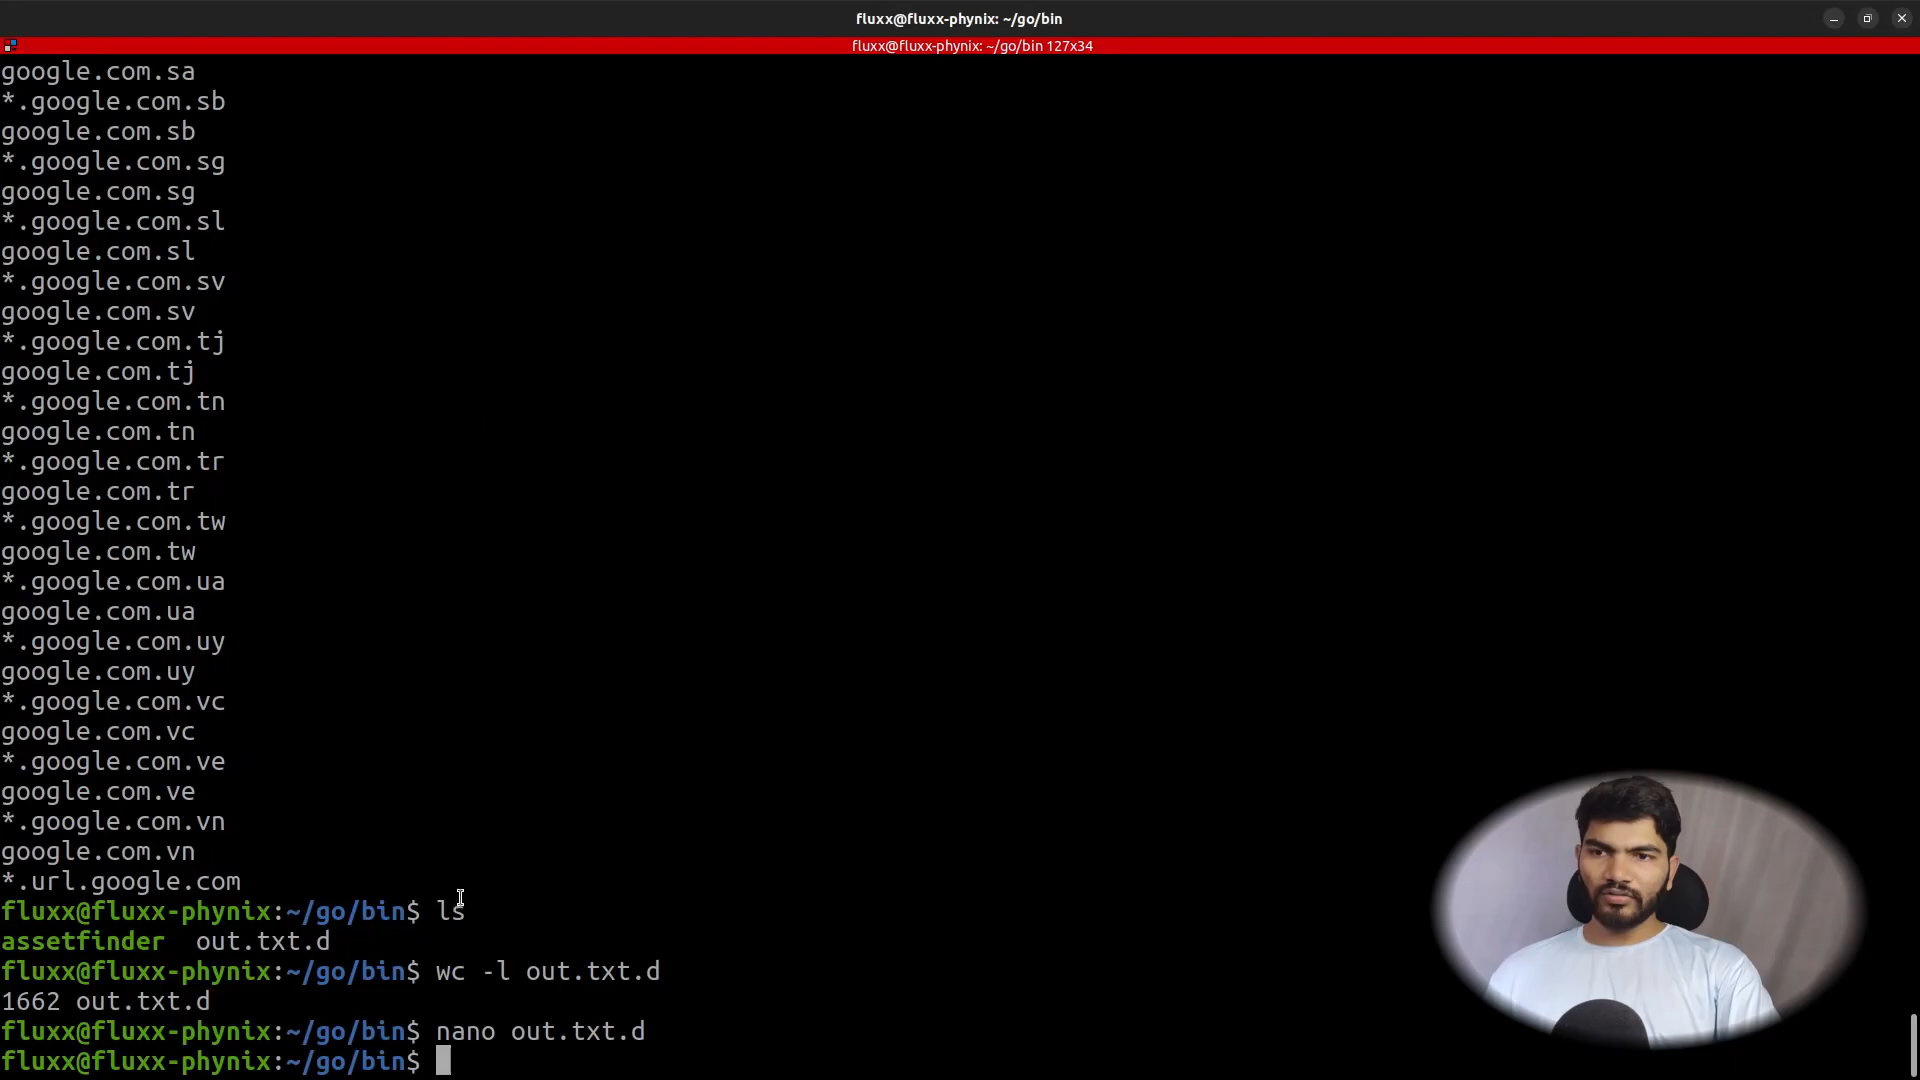 fluxx@fluxx-phynix: ~/go/bin
fluxx@fluxx-phynix: ~/go/bin 127x34
google.com.sa
*.google.com.sb
google.com.sb
*.google.com.sg
google.com.sg
*.google.com.sl
google.com.sl
*.google.com.sv
google.com.sv
*.google.com.tj
google.com.tj
*.google.com.tn
google.com.tn
*.google.com.tr
google.com.tr
*.google.com.tw
google.com.tw
*.google.com.ua
google.com.ua
*.google.com.uy
google.com.uy
*.google.com.vc
google.com.vc
*.google.com.ve
google.com.ve
*.google.com.vn
google.com.vn
*.url.google.com
fluxx@fluxx-phynix:~/go/bin$ ls
assetfinder  out.txt.d
fluxx@fluxx-phynix:~/go/bin$ wc -l out.txt.d
1662 out.txt.d
fluxx@fluxx-phynix:~/go/bin$ nano out.txt.d
fluxx@fluxx-phynix:~/go/bin$